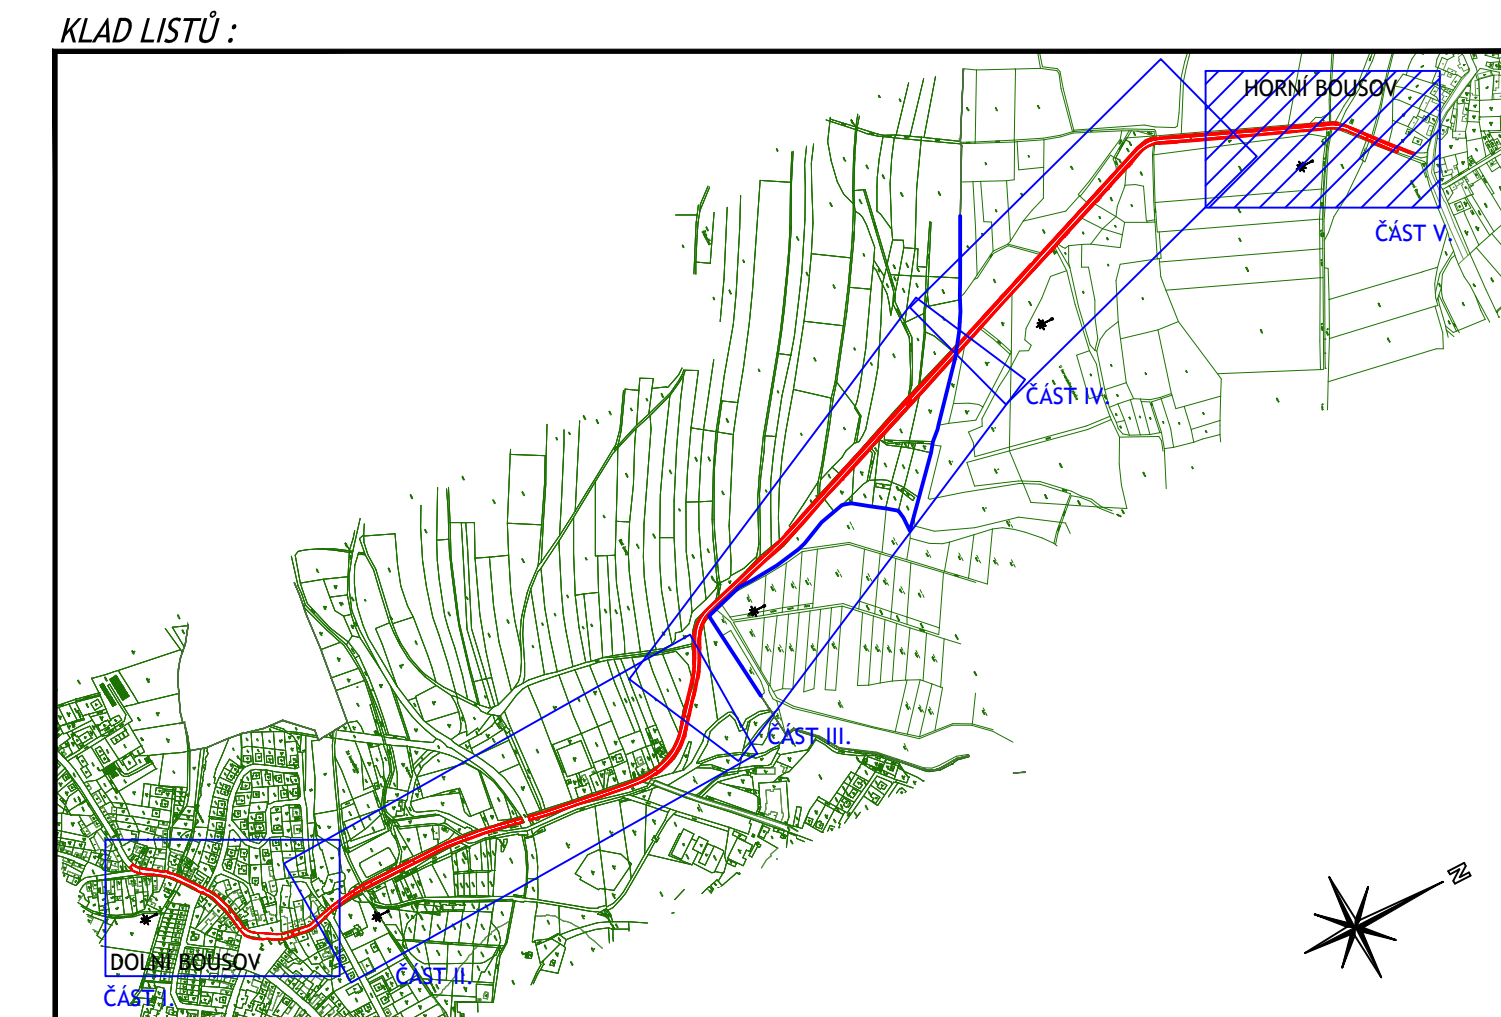 KLAD LISTŮ :
HORNÍ BOUSOV
ČÁST V.
ČÁST IV.
ČÁST III.
DOLNÍ BOUSOV
ČÁST II.
ČÁST I.
N